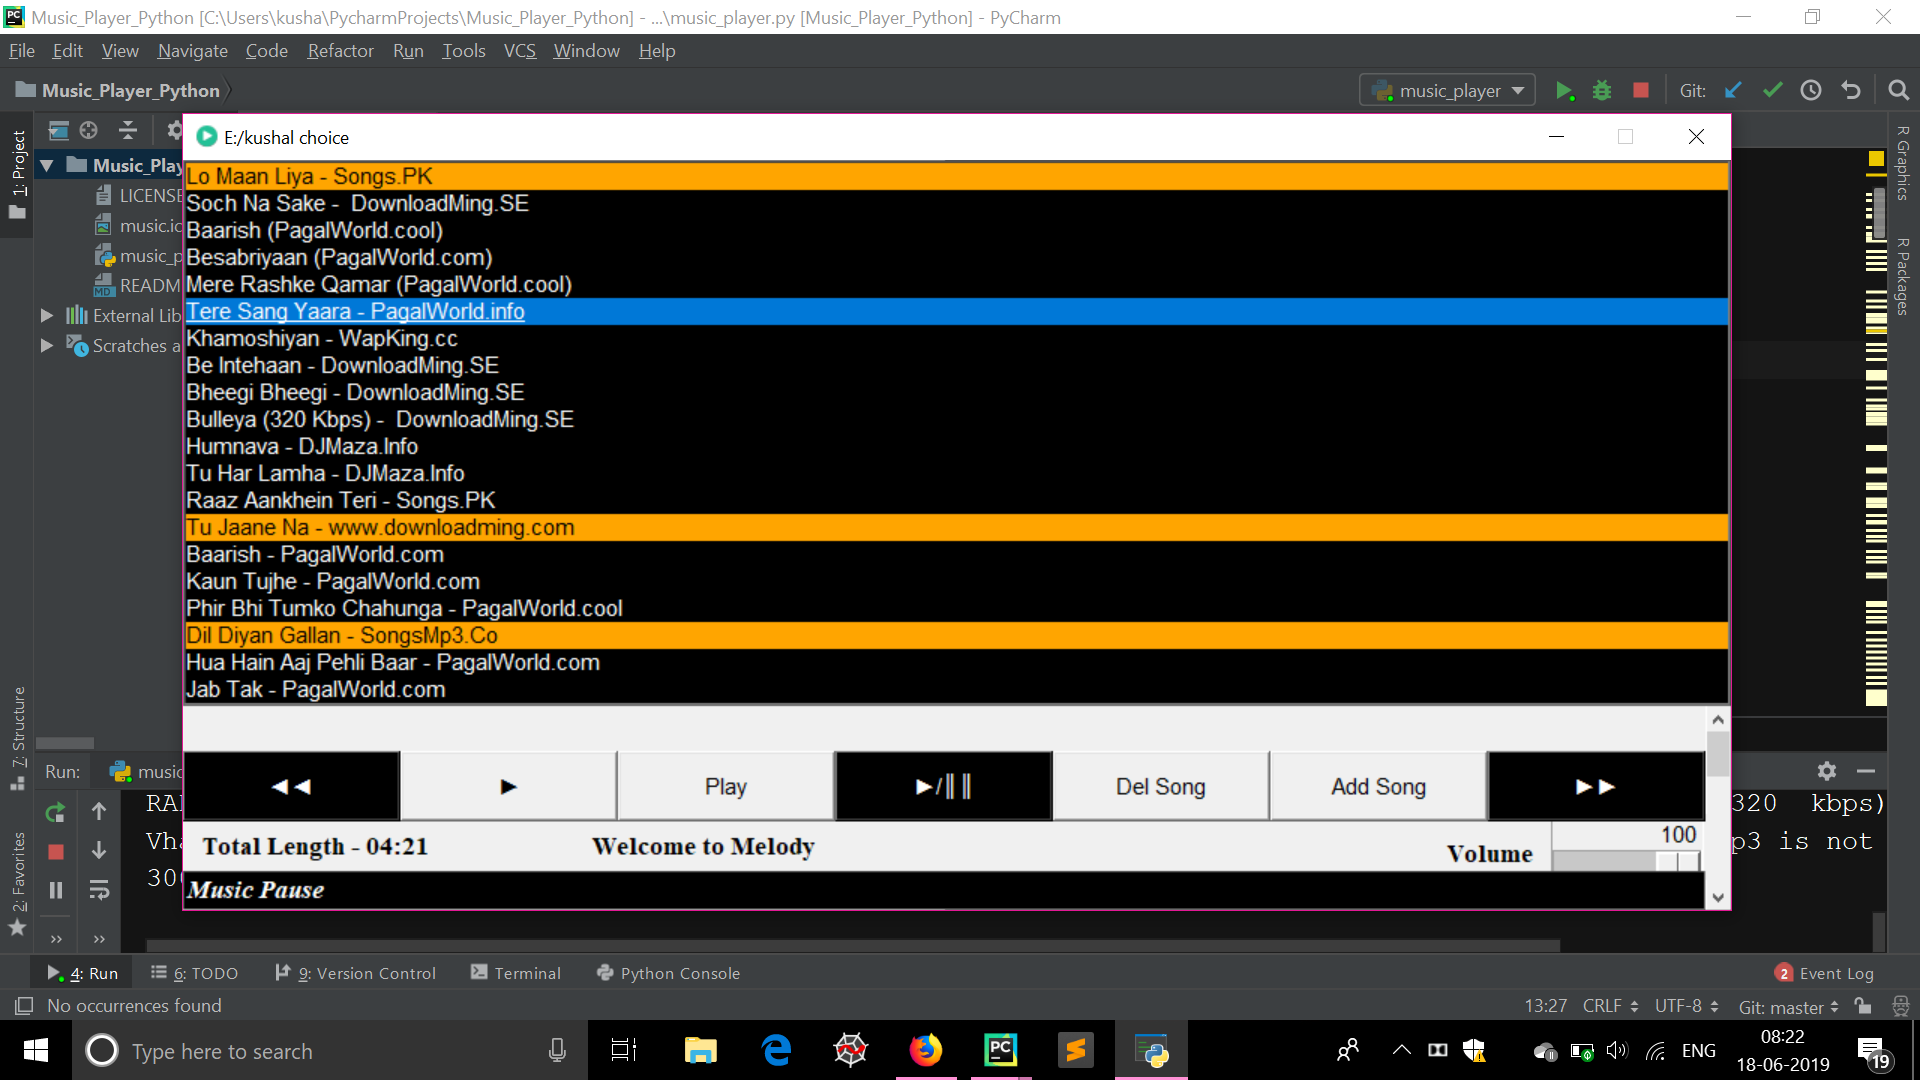 Music_Player_Python [C:\Users\kusha\PycharmProjects\Music_Player_Python] - ...\music_player.py [Music_Player_Python] - PyCharm
File Edit View Navigate Code Refactor Run Tools VCS Window Help
Music_Player_Python music_player Git:
1: Project
E:/kushal choice
R Graphics
R Packages
Music_Play
LICENSE
music.ic
music_p
READM
External Lib
Scratches a
Lo Maan Liya - Songs.PK
Soch Na Sake -  DownloadMing.SE
Baarish (PagalWorld.cool)
Besabriyaan (PagalWorld.com)
Mere Rashke Qamar (PagalWorld.cool)
Tere Sang Yaara - PagalWorld.info
Khamoshiyan - WapKing.cc
Be Intehaan - DownloadMing.SE
Bheegi Bheegi - DownloadMing.SE
Bulleya (320 Kbps) -  DownloadMing.SE
Humnava - DJMaza.Info
Tu Har Lamha - DJMaza.Info
Raaz Aankhein Teri - Songs.PK
Tu Jaane Na - www.downloadming.com
Baarish - PagalWorld.com
Kaun Tujhe - PagalWorld.com
Phir Bhi Tumko Chahunga - PagalWorld.cool
Dil Diyan Gallan - SongsMp3.Co
Hua Hain Aaj Pehli Baar - PagalWorld.com
Jab Tak - PagalWorld.com
7: Structure
2: Favorites
Run: music
◀◀ ▶ Play ▶/║║ Del Song Add Song ▶▶
RA 320 kbps)
Total Length - 04:21 Welcome to Melody Volume 100
Vh p3 is not
30
Music Pause
4: Run 6: TODO 9: Version Control Terminal Python Console 2 Event Log
No occurrences found 13:27 CRLF UTF-8 Git: master
Type here to search ENG 08:22
18-06-2019 19